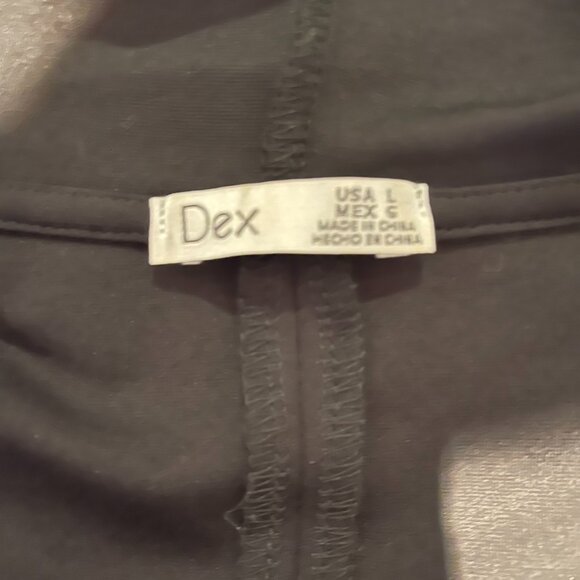 Dex
USA L
MEX G
MADE IN CHINA
HECHO EN CHINA